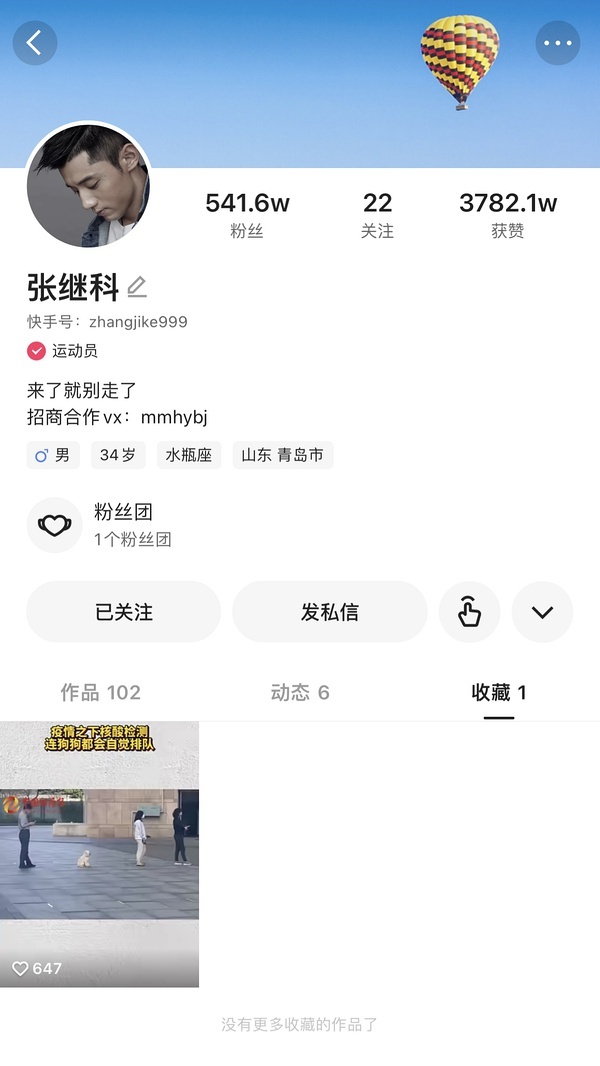 541.6w
22
3782.1w
粉丝
关注
获赞
张继科
快手号：zhangjike999
运动员
来了就别走了
招商合作vx：mmhybj
男
34岁
水瓶座
山东 青岛市
粉丝团
1个粉丝团
已关注
发私信
作品 102
动态 6
收藏 1
疫情之下核酸检测
连狗狗都会自觉排队
647
没有更多收藏的作品了